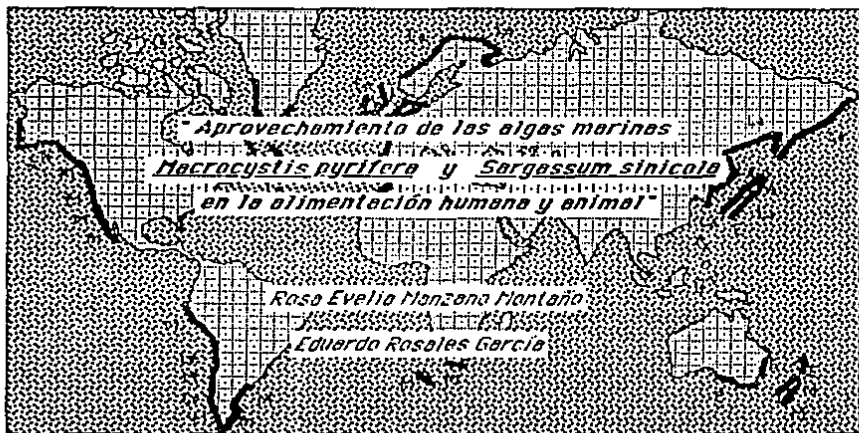 "Aprovechamiento de las algas marinas
Macrocystis pyrifera y Sargassum sinicola
en la alimentación humana y animal"
Rosa Evelia Manzano Montaño
Eduardo Rosales García